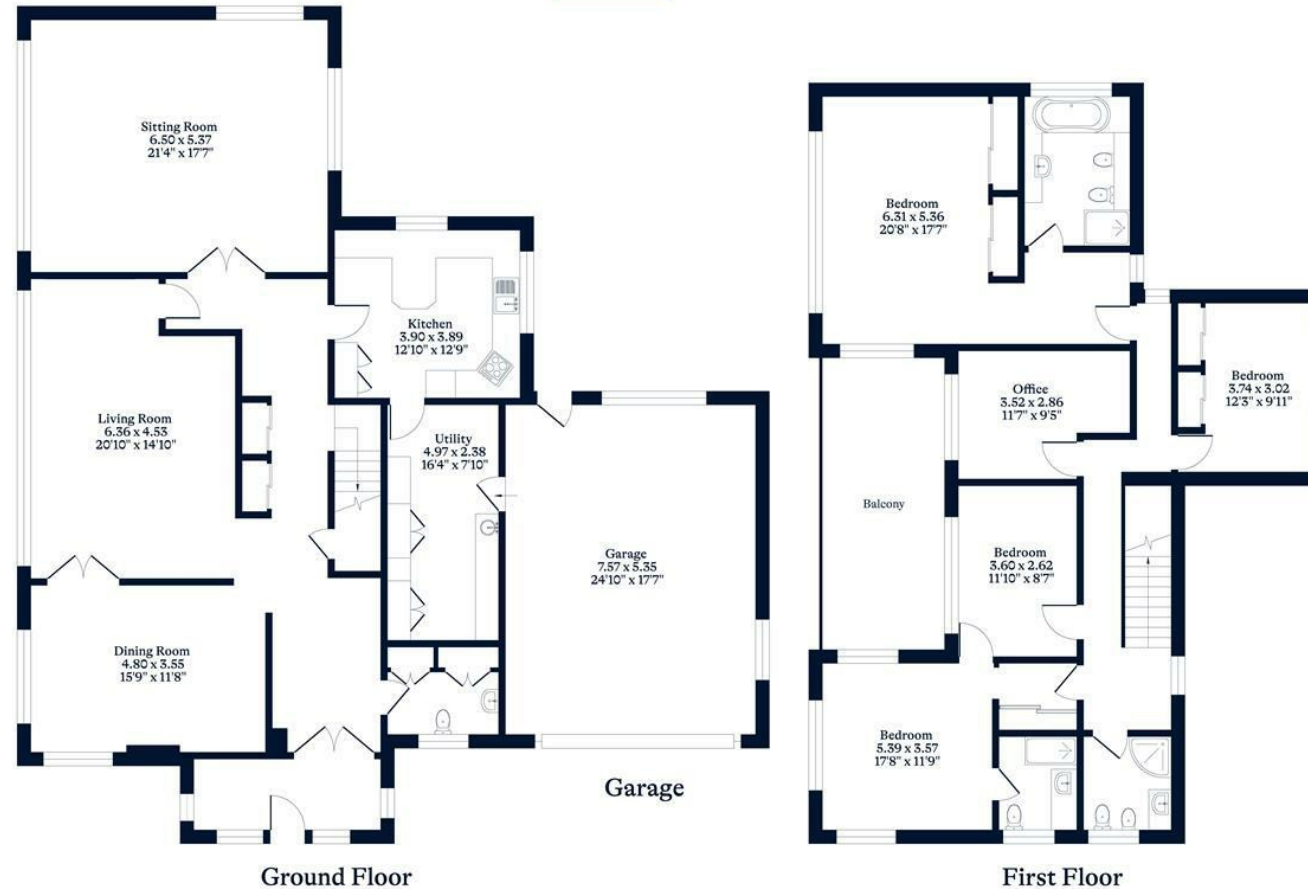 Sitting Room
6.50 x 5.37
21'4" x 17'7"
Kitchen
3.90 x 3.89
12'10" x 12'9"
Living Room
6.36 x 4.53
20'10" x 14'10"
Utility
4.97 x 2.38
16'4" x 7'10"
Garage
7.57 x 5.35
24'10" x 17'7"
Dining Room
4.80 x 3.55
15'9" x 11'8"
Garage
Ground Floor
Bedroom
6.31 x 5.36
20'8" x 17'7"
Office
3.52 x 2.86
11'7" x 9'5"
Bedroom
3.74 x 3.02
12'3" x 9'11"
Balcony
Bedroom
3.60 x 2.62
11'10" x 8'7"
Bedroom
5.39 x 3.57
17'8" x 11'9"
First Floor